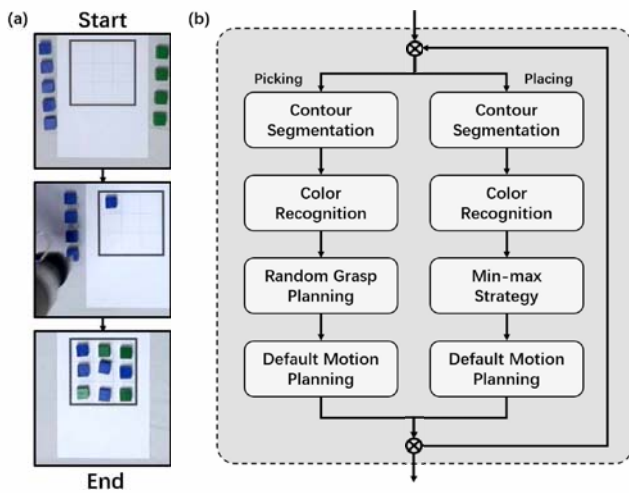 (a)
Start
End
(b)
Picking
Placing
Contour
Segmentation
Color
Recognition
Random Grasp
Planning
Default Motion
Planning
Contour
Segmentation
Color
Recognition
Min-max
Strategy
Default Motion
Planning